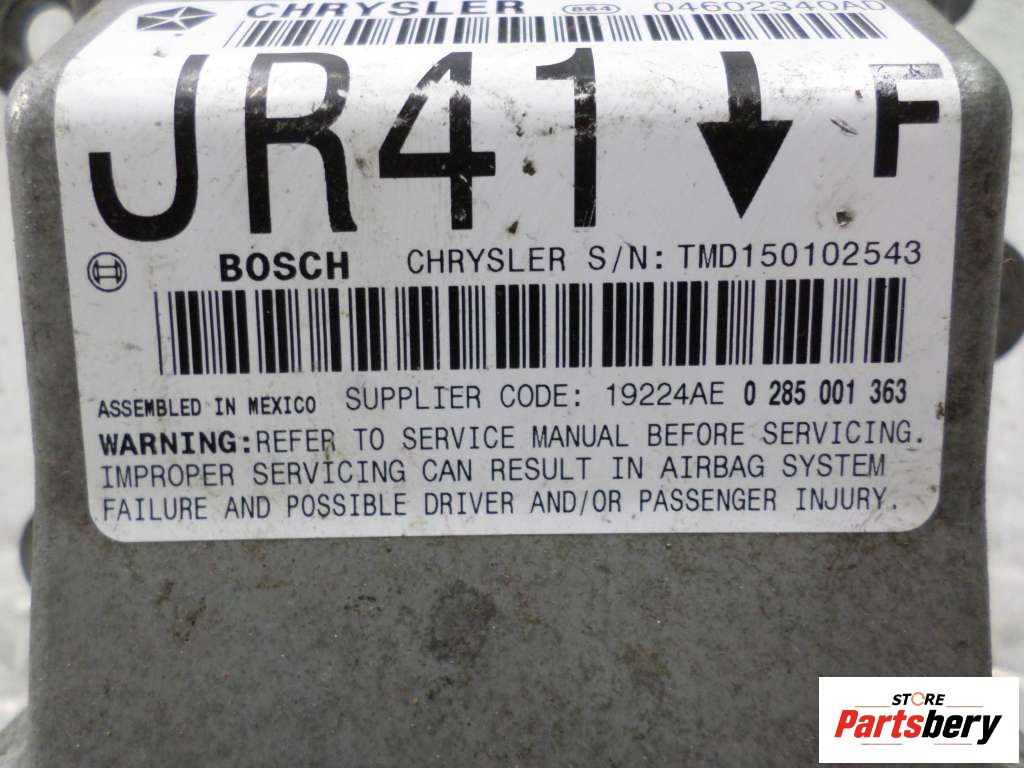 CHRYSLER 864 04602340AD
JR41 F
BOSCH CHRYSLER S/N: TMD150102543
ASSEMBLED IN MEXICO SUPPLIER CODE: 19224AE 0 285 001 363
WARNING: REFER TO SERVICE MANUAL BEFORE SERVICING.
IMPROPER SERVICING CAN RESULT IN AIRBAG SYSTEM
FAILURE AND POSSIBLE DRIVER AND/OR PASSENGER INJURY.
STORE
Partsbery